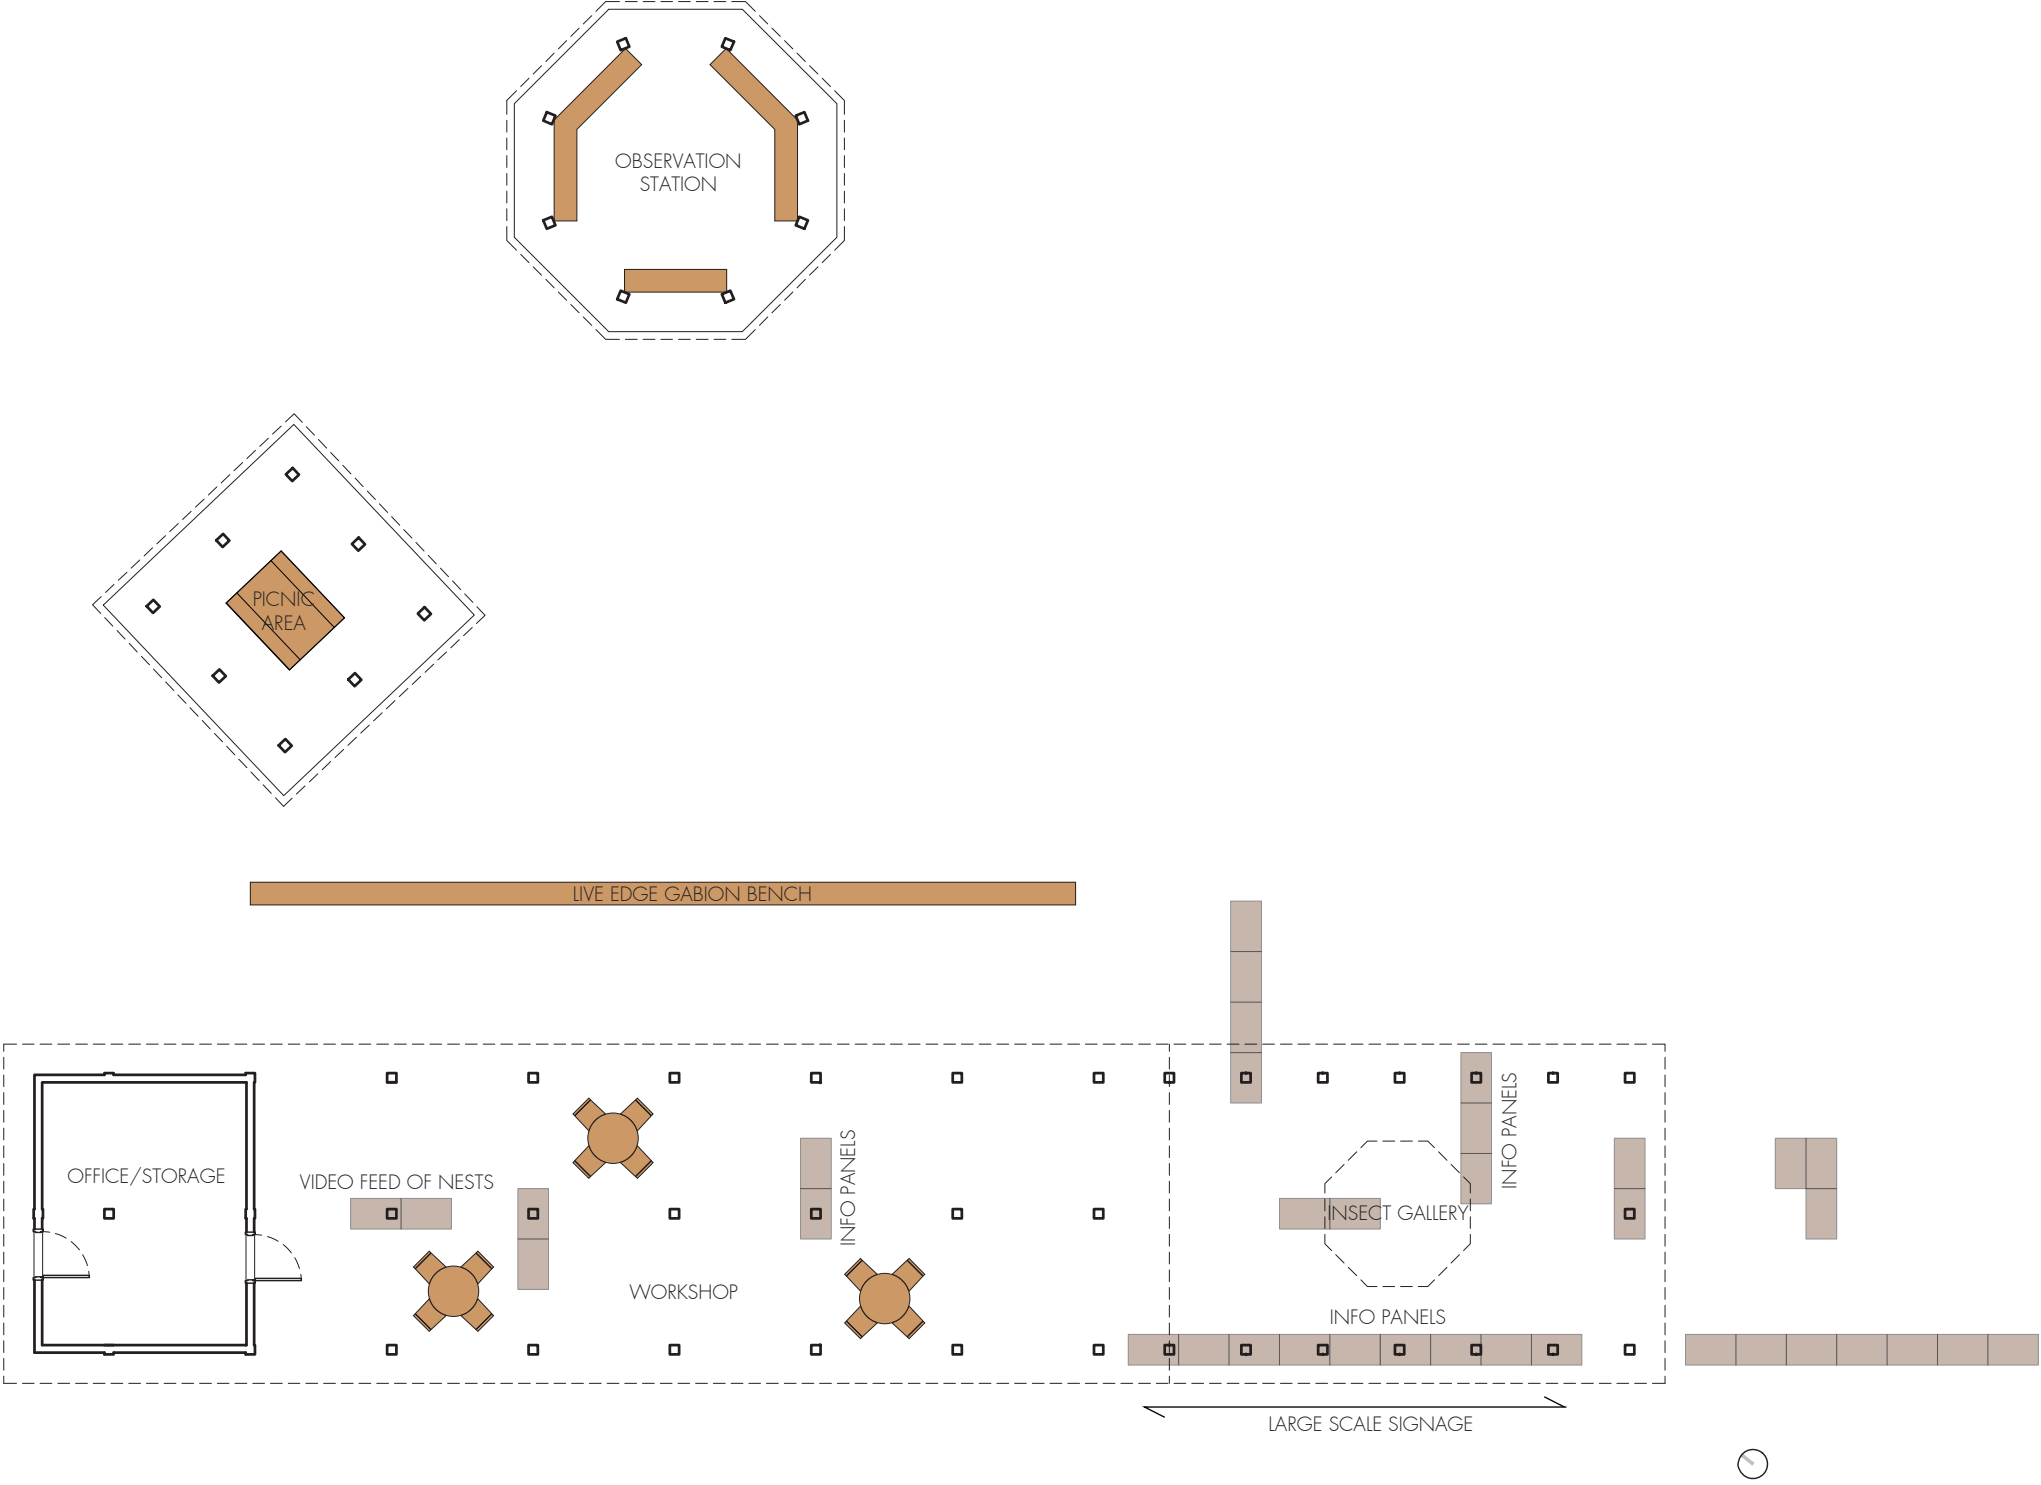 OBSERVATION
STATION
PICNIC
AREA
LIVE EDGE GABION BENCH
OFFICE/STORAGE
VIDEO FEED OF NESTS
INFO PANELS
WORKSHOP
INFO PANELS
INSECT GALLERY
INFO PANELS
LARGE SCALE SIGNAGE